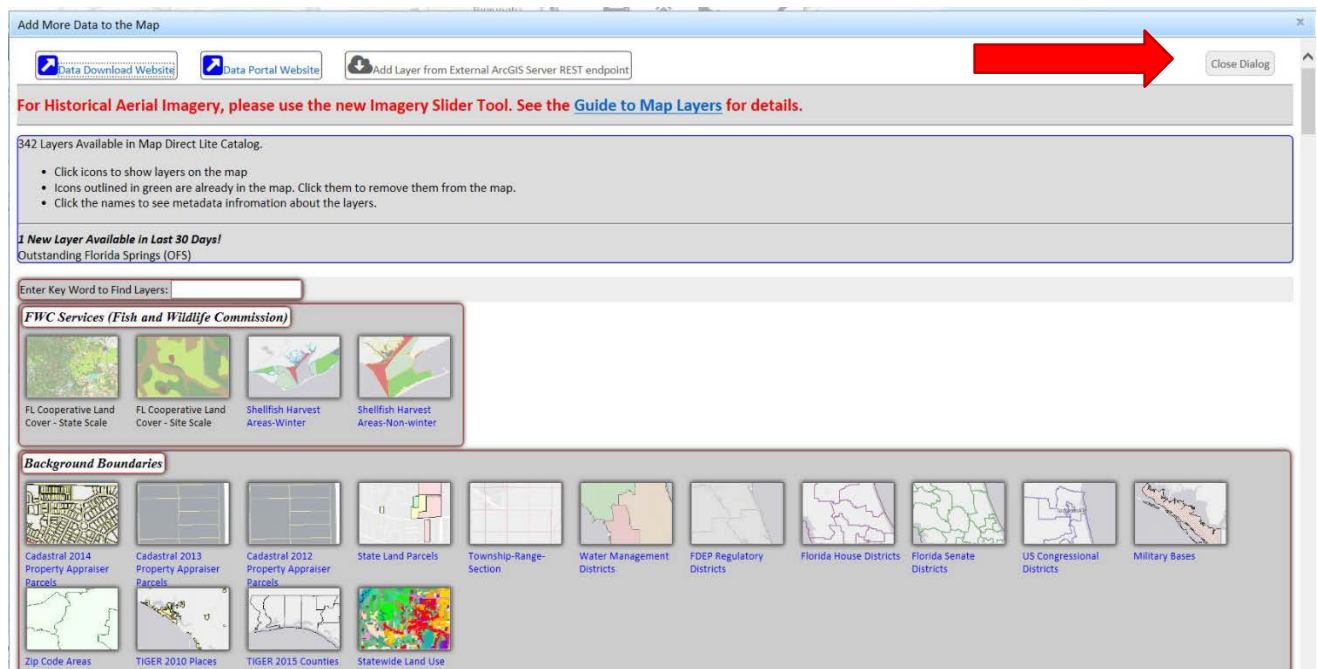 Add More Data to the Map
Data Download Website
Data Portal Website
Add Layer from External ArcGIS Server REST endpoint
Close Dialog
For Historical Aerial Imagery, please use the new Imagery Slider Tool. See the Guide to Map Layers for details.
342 Layers Available in Map Direct Lite Catalog.
• Click icons to show layers on the map
• Icons outlined in green are already in the map. Click them to remove them from the map.
• Click the names to see metadata infromation about the layers.
1 New Layer Available in Last 30 Days!
Outstanding Florida Springs (OFS)
Enter Key Word to Find Layers:
FWC Services (Fish and Wildlife Commission)
FL Cooperative Land
Cover - State Scale
FL Cooperative Land
Cover - Site Scale
Shellfish Harvest
Areas-Winter
Shellfish Harvest
Areas-Non-winter
Background Boundaries
Cadastral 2014
Property Appraiser
Parcels
Cadastral 2013
Property Appraiser
Parcels
Cadastral 2012
Property Appraiser
Parcels
State Land Parcels
Township-Range-
Section
Water Management
Districts
FDEP Regulatory
Districts
Florida House Districts
Florida Senate
Districts
US Congressional
Districts
Military Bases
Zip Code Areas
TIGER 2010 Places
TIGER 2015 Counties
Statewide Land Use